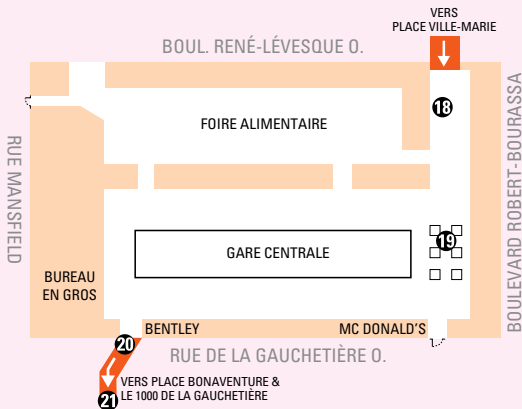 VERS
PLACE VILLE-MARIE
BOUL. RENÉ-LÉVESQUE O.
18
FOIRE ALIMENTAIRE
RUE MANSFIELD
BOULEVARD ROBERT-BOURASSA
19
GARE CENTRALE
BUREAU
EN GROS
BENTLEY
MC DONALD'S
20
RUE DE LA GAUCHETIÈRE O.
VERS PLACE BONAVENTURE &
21
LE 1000 DE LA GAUCHETIÈRE